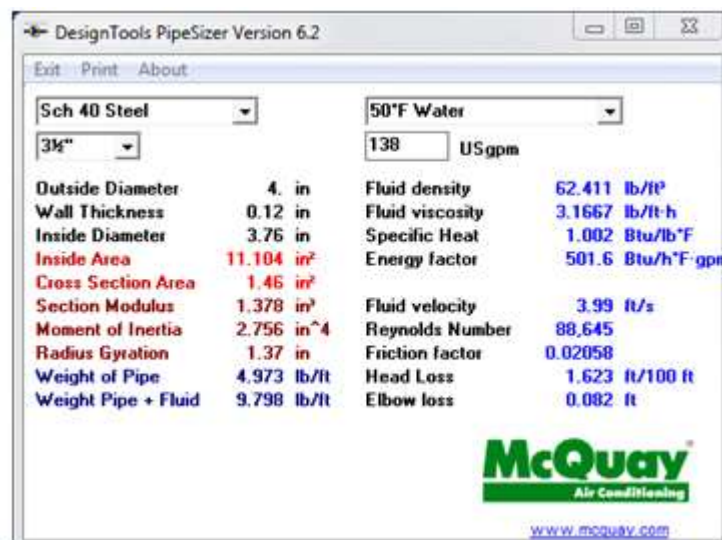 DesignTools PipeSizer Version 6.2
Exit Print About
Sch 40 Steel
50°F Water
3½"
138 USgpm
Outside Diameter 4. in
Wall Thickness 0.12 in
Inside Diameter 3.76 in
Inside Area 11.104 in²
Cross Section Area 1.46 in²
Section Modulus 1.378 in³
Moment of Inertia 2.756 in^4
Radius Gyration 1.37 in
Weight of Pipe 4.973 lb/ft
Weight Pipe + Fluid 9.798 lb/ft
Fluid density 62.411 lb/ft³
Fluid viscosity 3.1667 lb/ft·h
Specific Heat 1.002 Btu/lb°F
Energy factor 501.6 Btu/h°F·gpm
Fluid velocity 3.99 ft/s
Reynolds Number 88,645
Friction factor 0.02058
Head Loss 1.623 ft/100 ft
Elbow loss 0.082 ft
McQuay®
Air Conditioning
www.mcquay.com